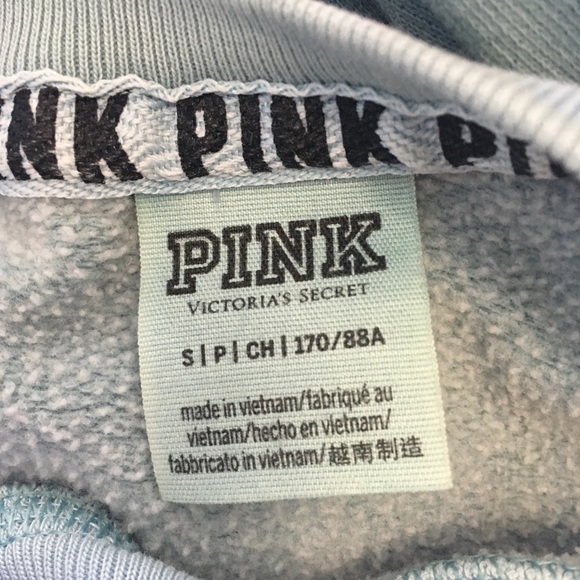 PINK PINK PI
PINK
VICTORIA'S SECRET
S | P | CH | 170/88A
made in vietnam/fabriqué au
vietnam/hecho en vietnam/
fabbricato in vietnam/越南制造